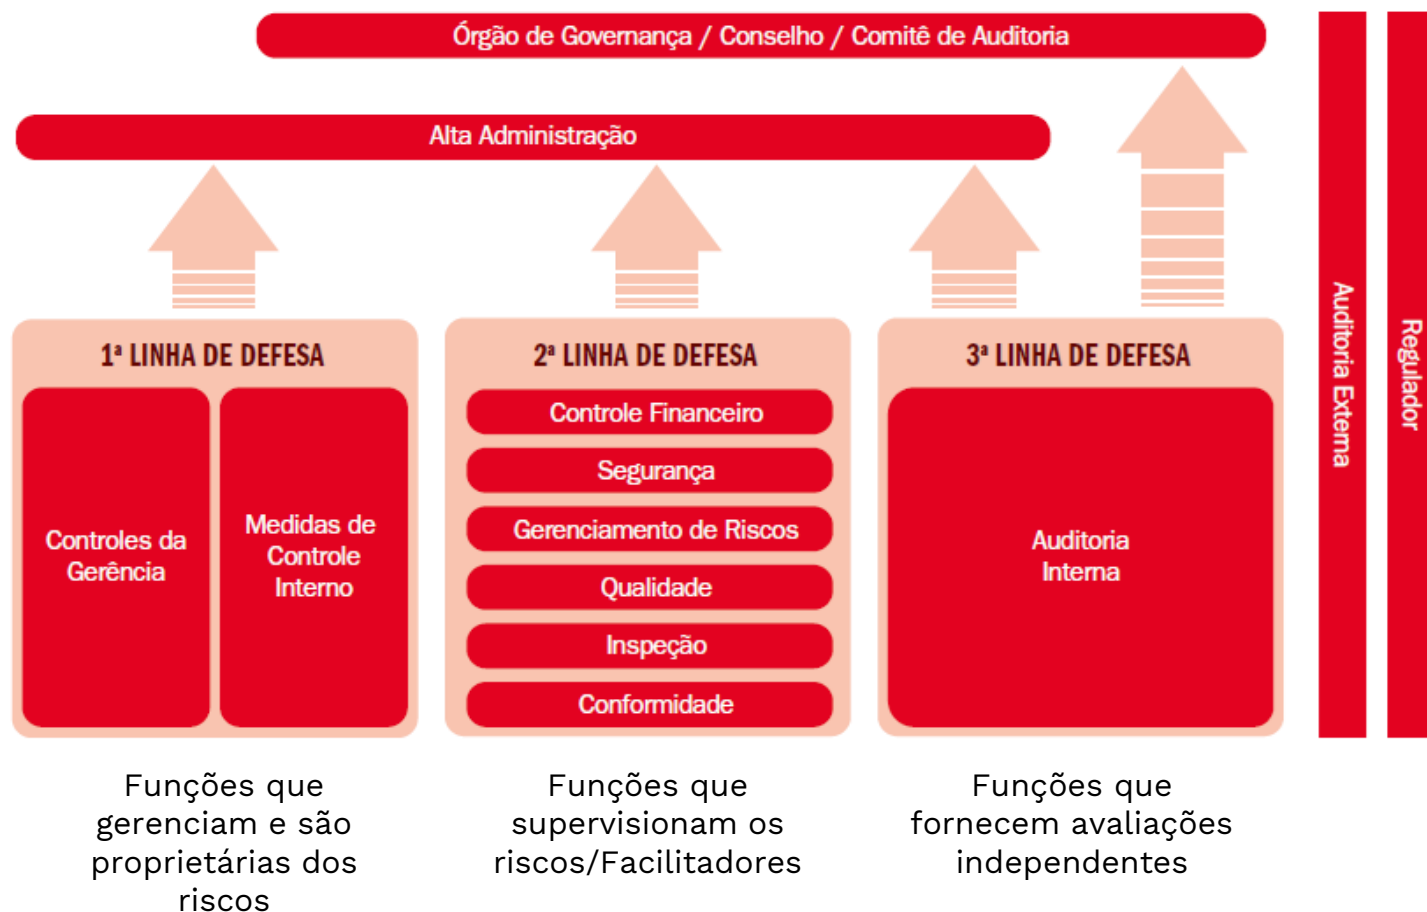 Órgão de Governança / Conselho / Comitê de Auditoria
Alta Administração
1ª LINHA DE DEFESA
Controles da
Gerência
Medidas de
Controle
Interno
2ª LINHA DE DEFESA
Controle Financeiro
Segurança
Gerenciamento de Riscos
Qualidade
Inspeção
Conformidade
3ª LINHA DE DEFESA
Auditoria
Interna
Auditoria Externa
Regulador
Funções que
gerenciam e são
proprietárias dos
riscos
Funções que
supervisionam os
riscos/Facilitadores
Funções que
fornecem avaliações
independentes